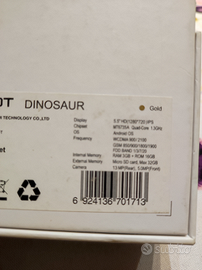 OT DINOSAUR
Gold
R TECHNOLOGY CO.,LTD
Display 5.5" HD(1280*720)IPS
Chipset MT6735A Quad-Core 1.3GHz
OS Android OS
Frequency WCDMA 900/2100
GSM 850/900/1800/1900
FDD BAND 1/3/7/20
Internal Memory RAM 3GB + ROM 16GB
External Memory Micro SD card, Max 32GB
Camera 13.0MP(Rear), 5.0MP(Front)
et
6 924136 701713
subito